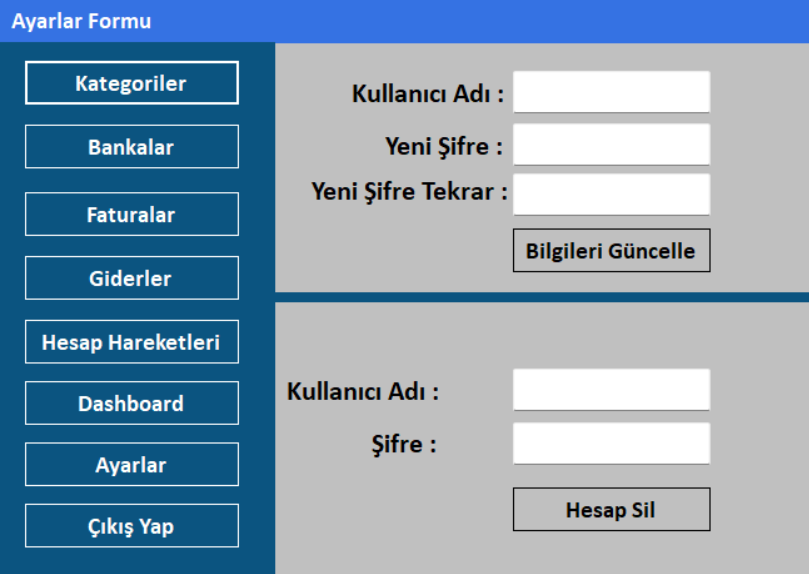 Ayarlar Formu
Kategoriler
Bankalar
Faturalar
Giderler
Hesap Hareketleri
Dashboard
Ayarlar
Çıkış Yap
Kullanıcı Adı :
Yeni Şifre :
Yeni Şifre Tekrar :
Bilgileri Güncelle
Kullanıcı Adı :
Şifre :
Hesap Sil